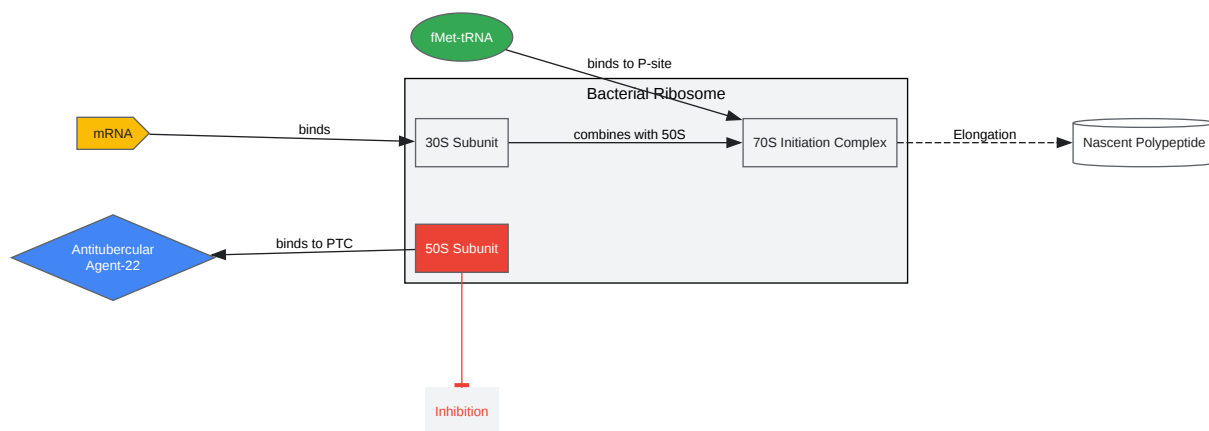 fMet-tRNA
binds to P-site
Bacterial Ribosome
mRNA
binds
30S Subunit
combines with 50S
70S Initiation Complex
Elongation
Nascent Polypeptide
Antitubercular
Agent-22
binds to PTC
50S Subunit
Inhibition